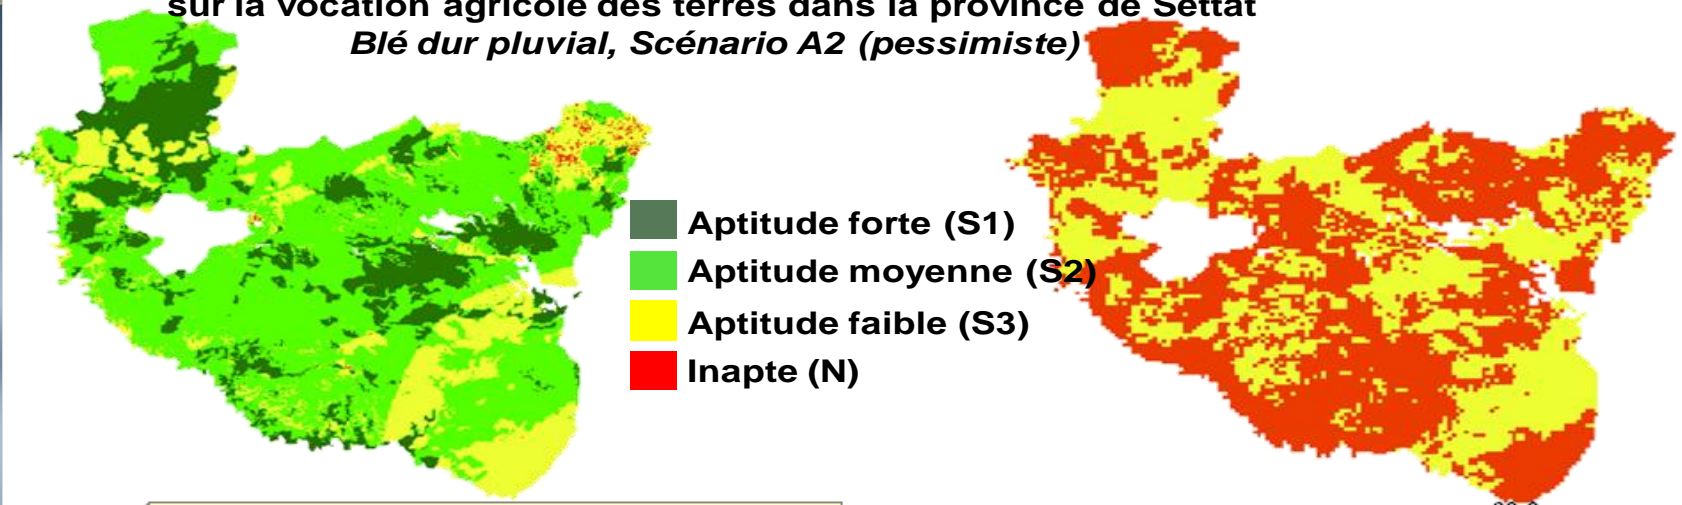 sur la vocation agricole des terres dans la province de Settat
Blé dur pluvial, Scénario A2 (pessimiste)
Aptitude forte (S1)
Aptitude moyenne (S2)
Aptitude faible (S3)
Inapte (N)